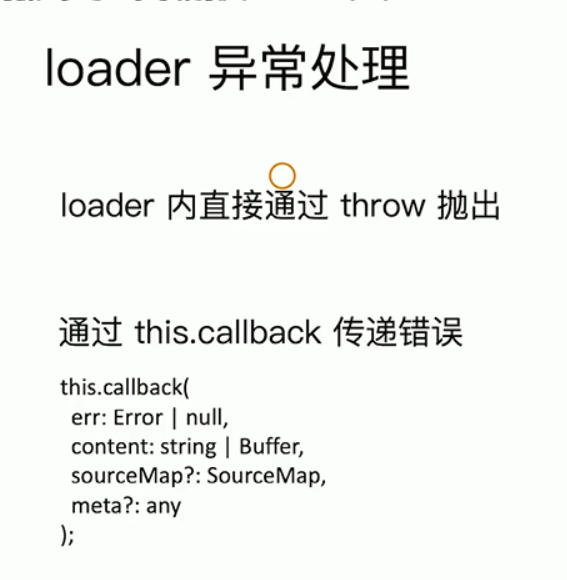 loader 异常处理
loader 内直接通过 throw 抛出
通过 this.callback 传递错误
this.callback(
err: Error | null,
content: string | Buffer,
sourceMap?: SourceMap,
meta?: any
);